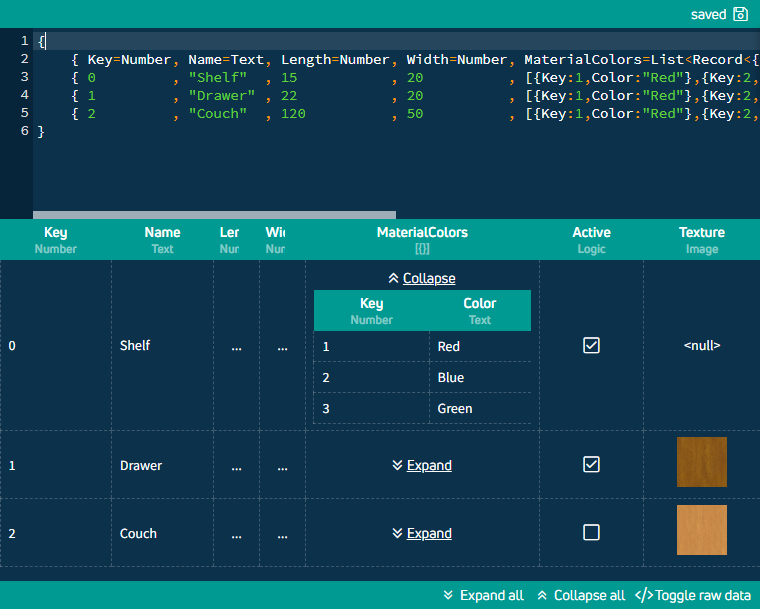 saved
1 {
2 { Key=Number, Name=Text, Length=Number, Width=Number, MaterialColors=List<Record<{
3 { 0 , "Shelf" , 15 , 20 , [{Key:1,Color:"Red"},{Key:2,
4 { 1 , "Drawer" , 22 , 20 , [{Key:1,Color:"Red"},{Key:2,
5 { 2 , "Couch" , 120 , 50 , [{Key:1,Color:"Red"},{Key:2,
6 }
Key Name Ler Wi MaterialColors Active Texture
Number Text Nur Nur [{}] Logic Image
Collapse
Key Color
Number Text
1 Red
0 Shelf ... ... <null>
2 Blue
3 Green
1 Drawer ... ... Expand
2 Couch ... ... Expand
Expand all Collapse all </> Toggle raw data